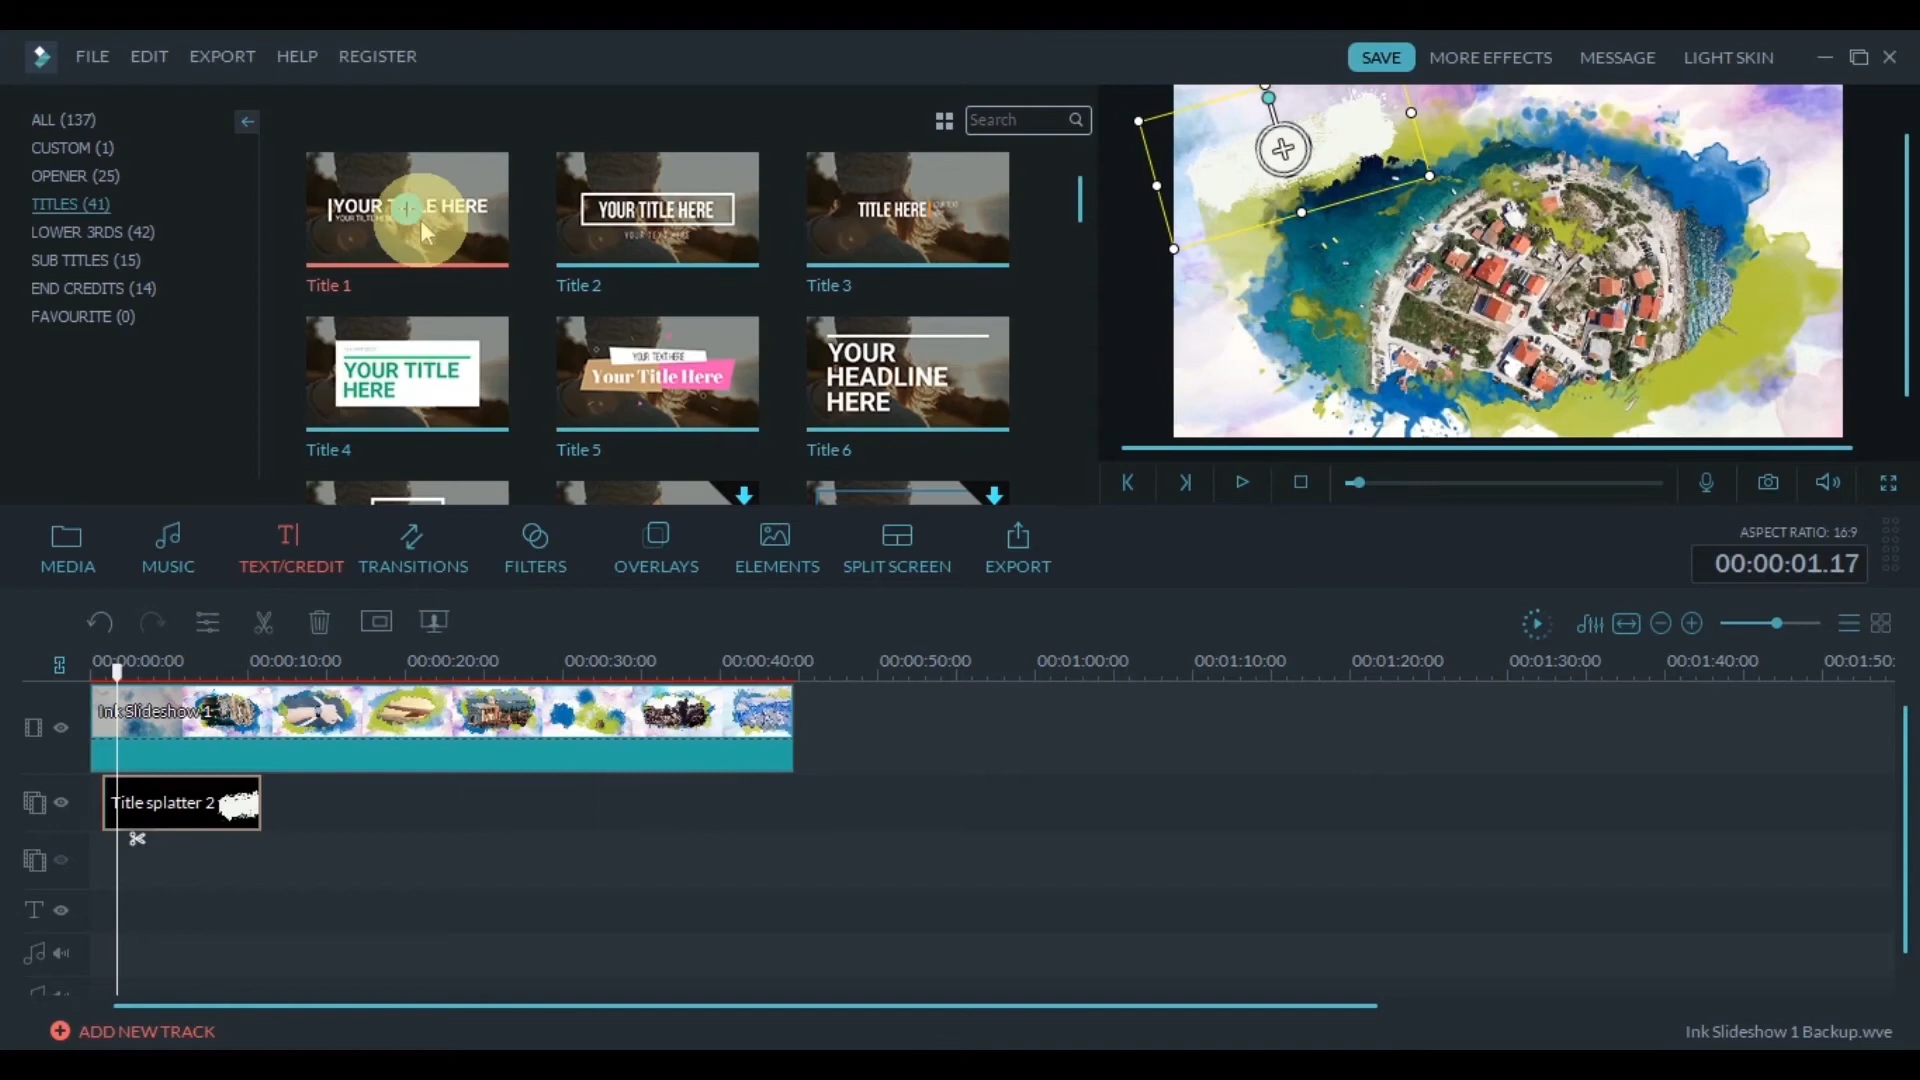 FILE EDIT EXPORT HELP REGISTER
SAVE MORE EFFECTS MESSAGE LIGHT SKIN
ALL (137)
CUSTOM (1)
OPENER (25)
TITLES (41)
LOWER 3RDS (42)
SUB TITLES (15)
END CREDITS (14)
FAVOURITE (0)
Search
YOUR TITLE HERE
Title 1
YOUR TITLE HERE
YOUR TEXT HERE
Title 2
TITLE HERE
Title 3
YOUR TITLE
HERE
Title 4
YOUR TEXT HERE
Your Title Here
Title 5
YOUR
HEADLINE
HERE
Title 6
MEDIA MUSIC TEXT/CREDIT TRANSITIONS FILTERS OVERLAYS ELEMENTS SPLIT SCREEN EXPORT
ASPECT RATIO: 16:9
00:00:01.17
00:00:00:00 00:00:10:00 00:00:20:00 00:00:30:00 00:00:40:00 00:00:50:00 00:01:00:00 00:01:10:00 00:01:20:00 00:01:30:00 00:01:40:00 00:01:50:
Ink Slideshow 1
Title splatter 2
ADD NEW TRACK
Ink Slideshow 1 Backup.wve